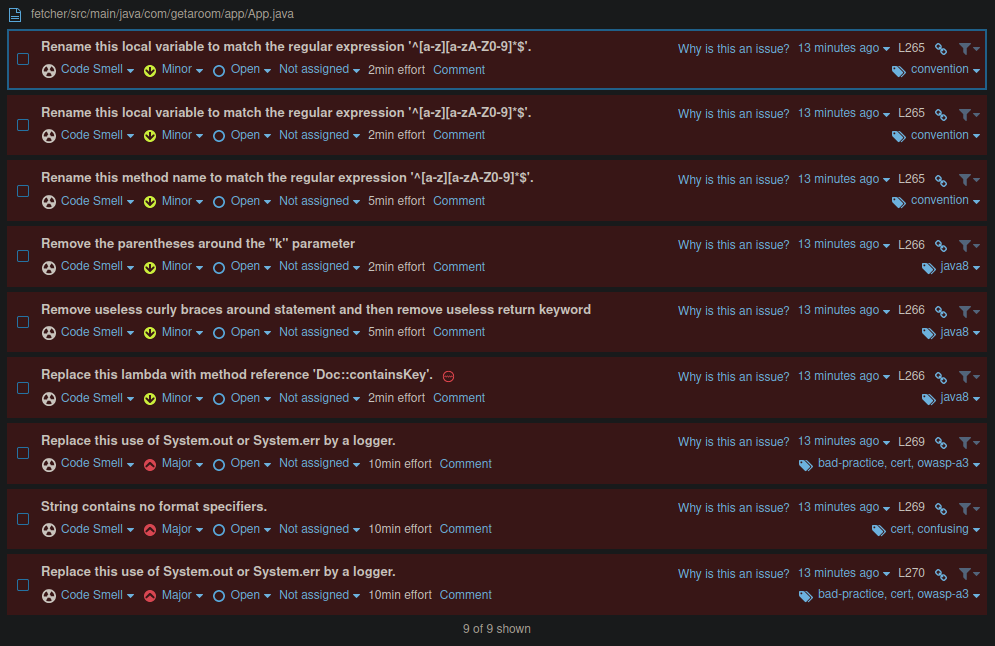 fetcher/src/main/java/com/getaroom/app/App.java
Rename this local variable to match the regular expression '^[a-z][a-zA-Z0-9]*$'. Why is this an issue? 13 minutes ago L265
Code Smell Minor Open Not assigned 2min effort Comment convention
Rename this local variable to match the regular expression '^[a-z][a-zA-Z0-9]*$'. Why is this an issue? 13 minutes ago L265
Code Smell Minor Open Not assigned 2min effort Comment convention
Rename this method name to match the regular expression '^[a-z][a-zA-Z0-9]*$'. Why is this an issue? 13 minutes ago L265
Code Smell Minor Open Not assigned 5min effort Comment convention
Remove the parentheses around the "k" parameter Why is this an issue? 13 minutes ago L266
Code Smell Minor Open Not assigned 2min effort Comment java8
Remove useless curly braces around statement and then remove useless return keyword Why is this an issue? 13 minutes ago L266
Code Smell Minor Open Not assigned 5min effort Comment java8
Replace this lambda with method reference 'Doc::containsKey'. Why is this an issue? 13 minutes ago L266
Code Smell Minor Open Not assigned 2min effort Comment java8
Replace this use of System.out or System.err by a logger. Why is this an issue? 13 minutes ago L269
Code Smell Major Open Not assigned 10min effort Comment bad-practice, cert, owasp-a3
String contains no format specifiers. Why is this an issue? 13 minutes ago L269
Code Smell Major Open Not assigned 10min effort Comment cert, confusing
Replace this use of System.out or System.err by a logger. Why is this an issue? 13 minutes ago L270
Code Smell Major Open Not assigned 10min effort Comment bad-practice, cert, owasp-a3
9 of 9 shown